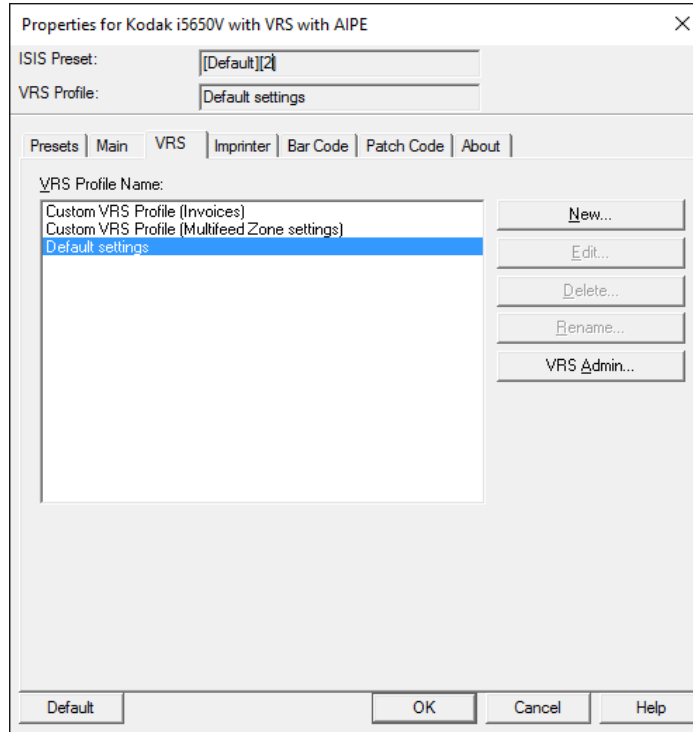 Properties for Kodak i5650V with VRS with AIPE
ISIS Preset: [Default][2]
VRS Profile: Default settings
Presets Main VRS Imprinter Bar Code Patch Code About
VRS Profile Name:
Custom VRS Profile (Invoices)
Custom VRS Profile (Multifeed Zone settings)
Default settings
New...
Edit...
Delete...
Rename...
VRS Admin...
Default OK Cancel Help